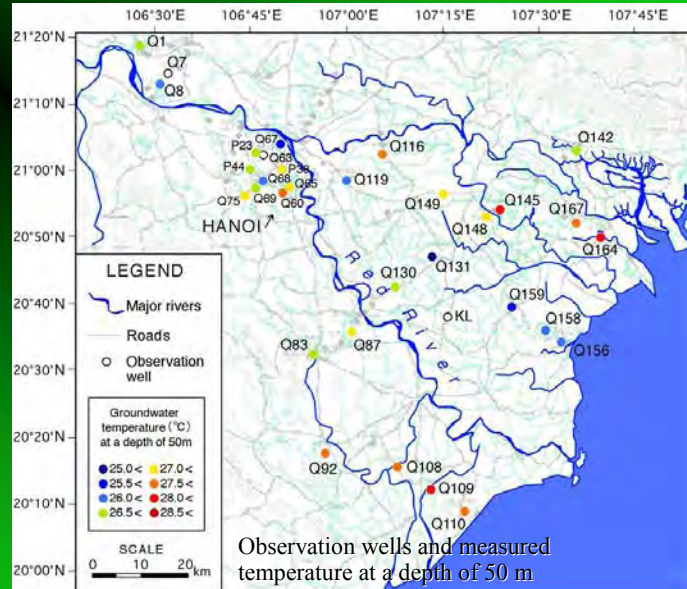 106°30'E 106°45'E 107°00'E 107°15'E 107°30'E 107°45'E
21°20'N
21°10'N
21°00'N
20°50'N
20°40'N
20°30'N
20°20'N
20°10'N
20°00'N
Q1
Q7
Q8
Q67
P23
Q63
P44
P33
Q68
Q65
Q75
Q69
Q60
HANOI
Q116
Q119
Q142
Q149
Q145
Q148
Q167
Q164
Q131
Q130
Q159
KL
Q158
Q156
Q83
Q87
Red River
Q92
Q108
Q109
Q110
LEGEND
Major rivers
Roads
Observation
well
Groundwater
temperature (°C)
at a depth of 50m
25.0 < 27.0 <
25.5 < 27.5 <
26.0 < 28.0 <
26.5 < 28.5 <
SCALE
0 10 20
km
Observation wells and measured
temperature at a depth of 50 m